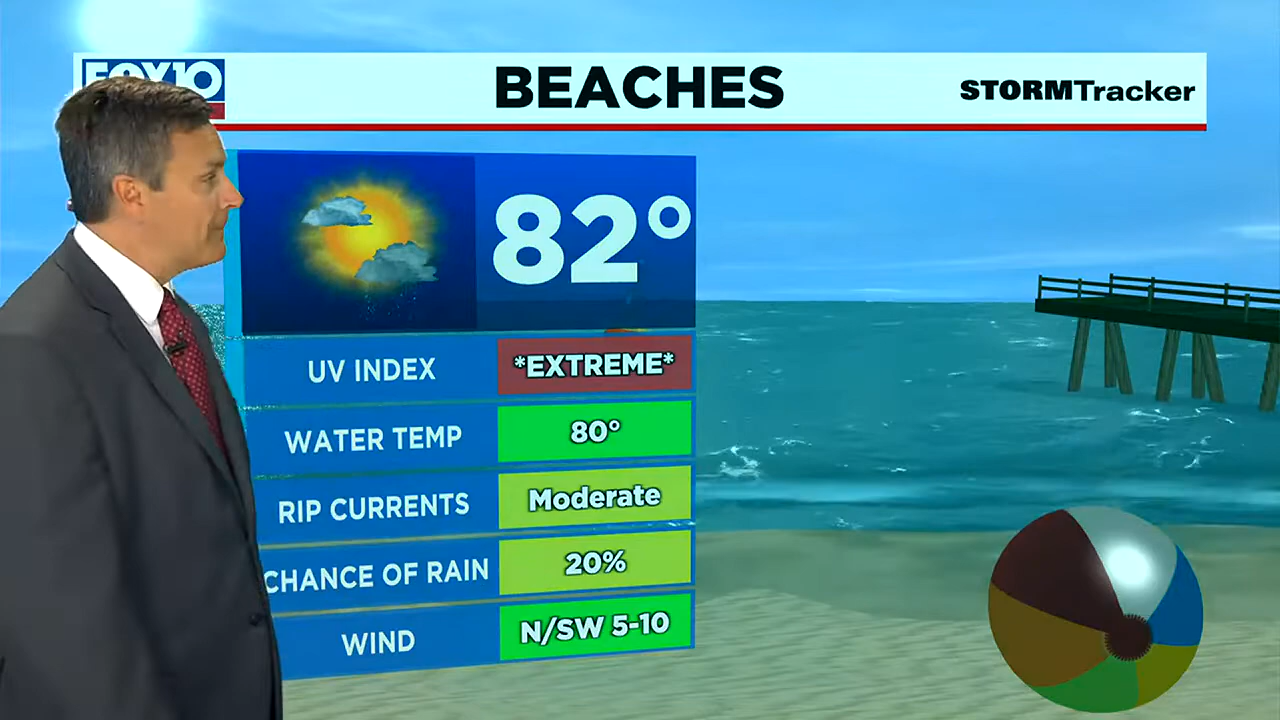 FOX10
BEACHES
STORMTracker
82°
UV INDEX
*EXTREME*
WATER TEMP
80°
RIP CURRENTS
Moderate
CHANCE OF RAIN
20%
WIND
N/SW 5-10